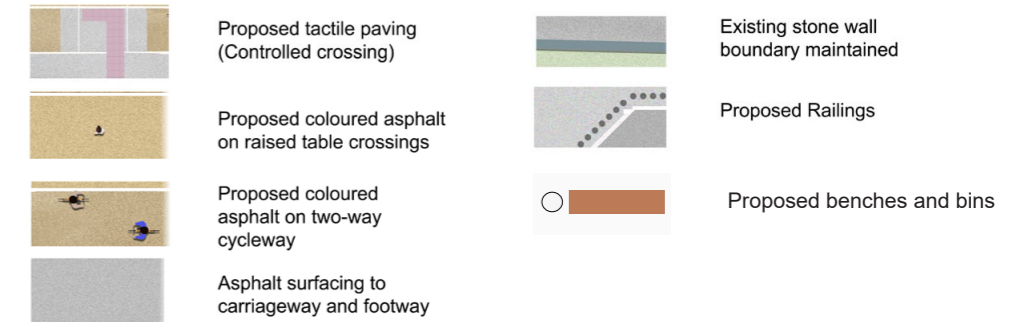 Proposed tactile paving
(Controlled crossing)
Proposed coloured asphalt
on raised table crossings
Proposed coloured
asphalt on two-way
cycleway
Asphalt surfacing to
carriageway and footway
Existing stone wall
boundary maintained
Proposed Railings
Proposed benches and bins